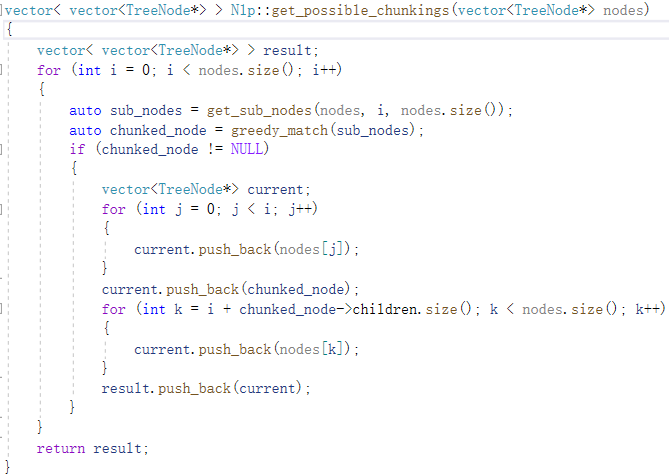 vector< vector<TreeNode*> > Nlp::get_possible_chunkings(vector<TreeNode*> nodes)
{
    vector< vector<TreeNode*> > result;
    for (int i = 0; i < nodes.size(); i++)
    {
        auto sub_nodes = get_sub_nodes(nodes, i, nodes.size());
        auto chunked_node = greedy_match(sub_nodes);
        if (chunked_node != NULL)
        {
            vector<TreeNode*> current;
            for (int j = 0; j < i; j++)
            {
                current.push_back(nodes[j]);
            }
            current.push_back(chunked_node);
            for (int k = i + chunked_node->children.size(); k < nodes.size(); k++)
            {
                current.push_back(nodes[k]);
            }
            result.push_back(current);
        }
    }
    return result;
}